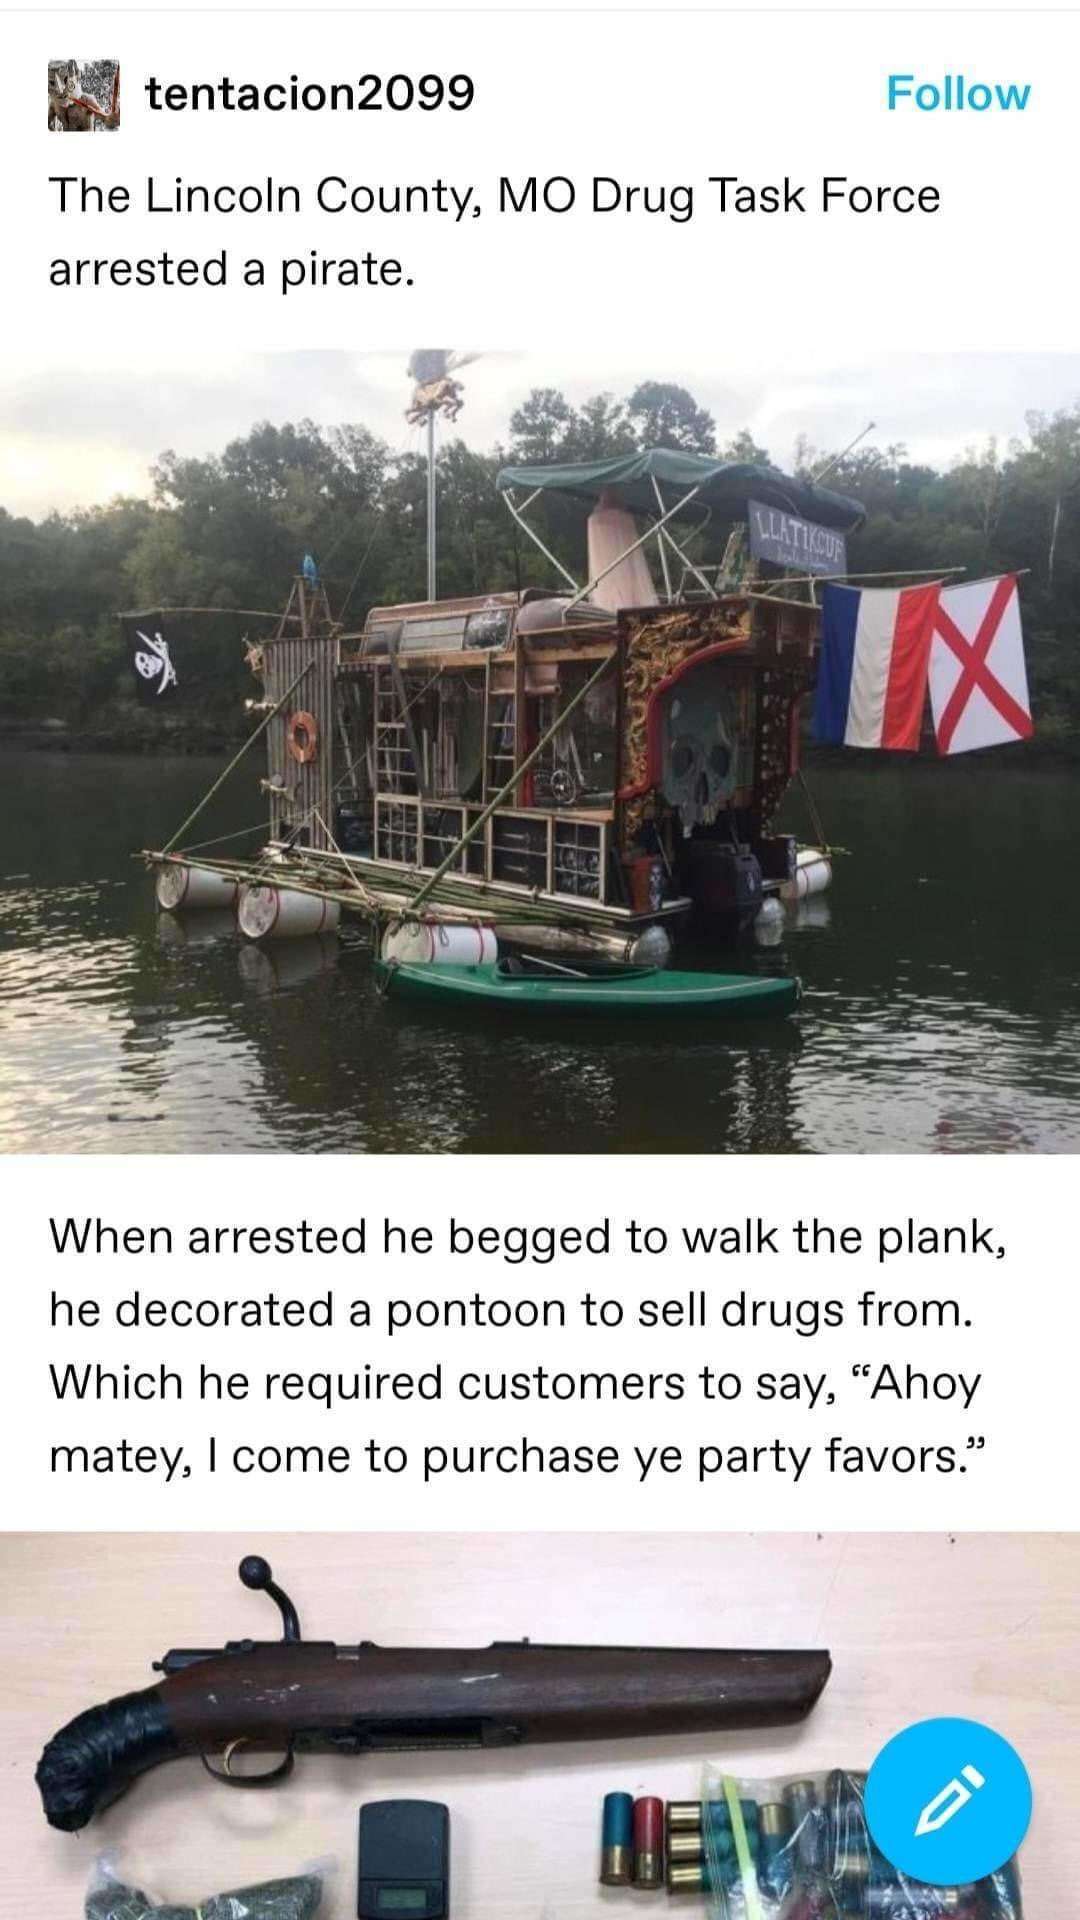 tentacion2099
Follow
The Lincoln County, MO Drug Task Force
arrested a pirate.
LLATIKCUF
When arrested he begged to walk the plank,
he decorated a pontoon to sell drugs from.
Which he required customers to say, “Ahoy
matey, I come to purchase ye party favors.”